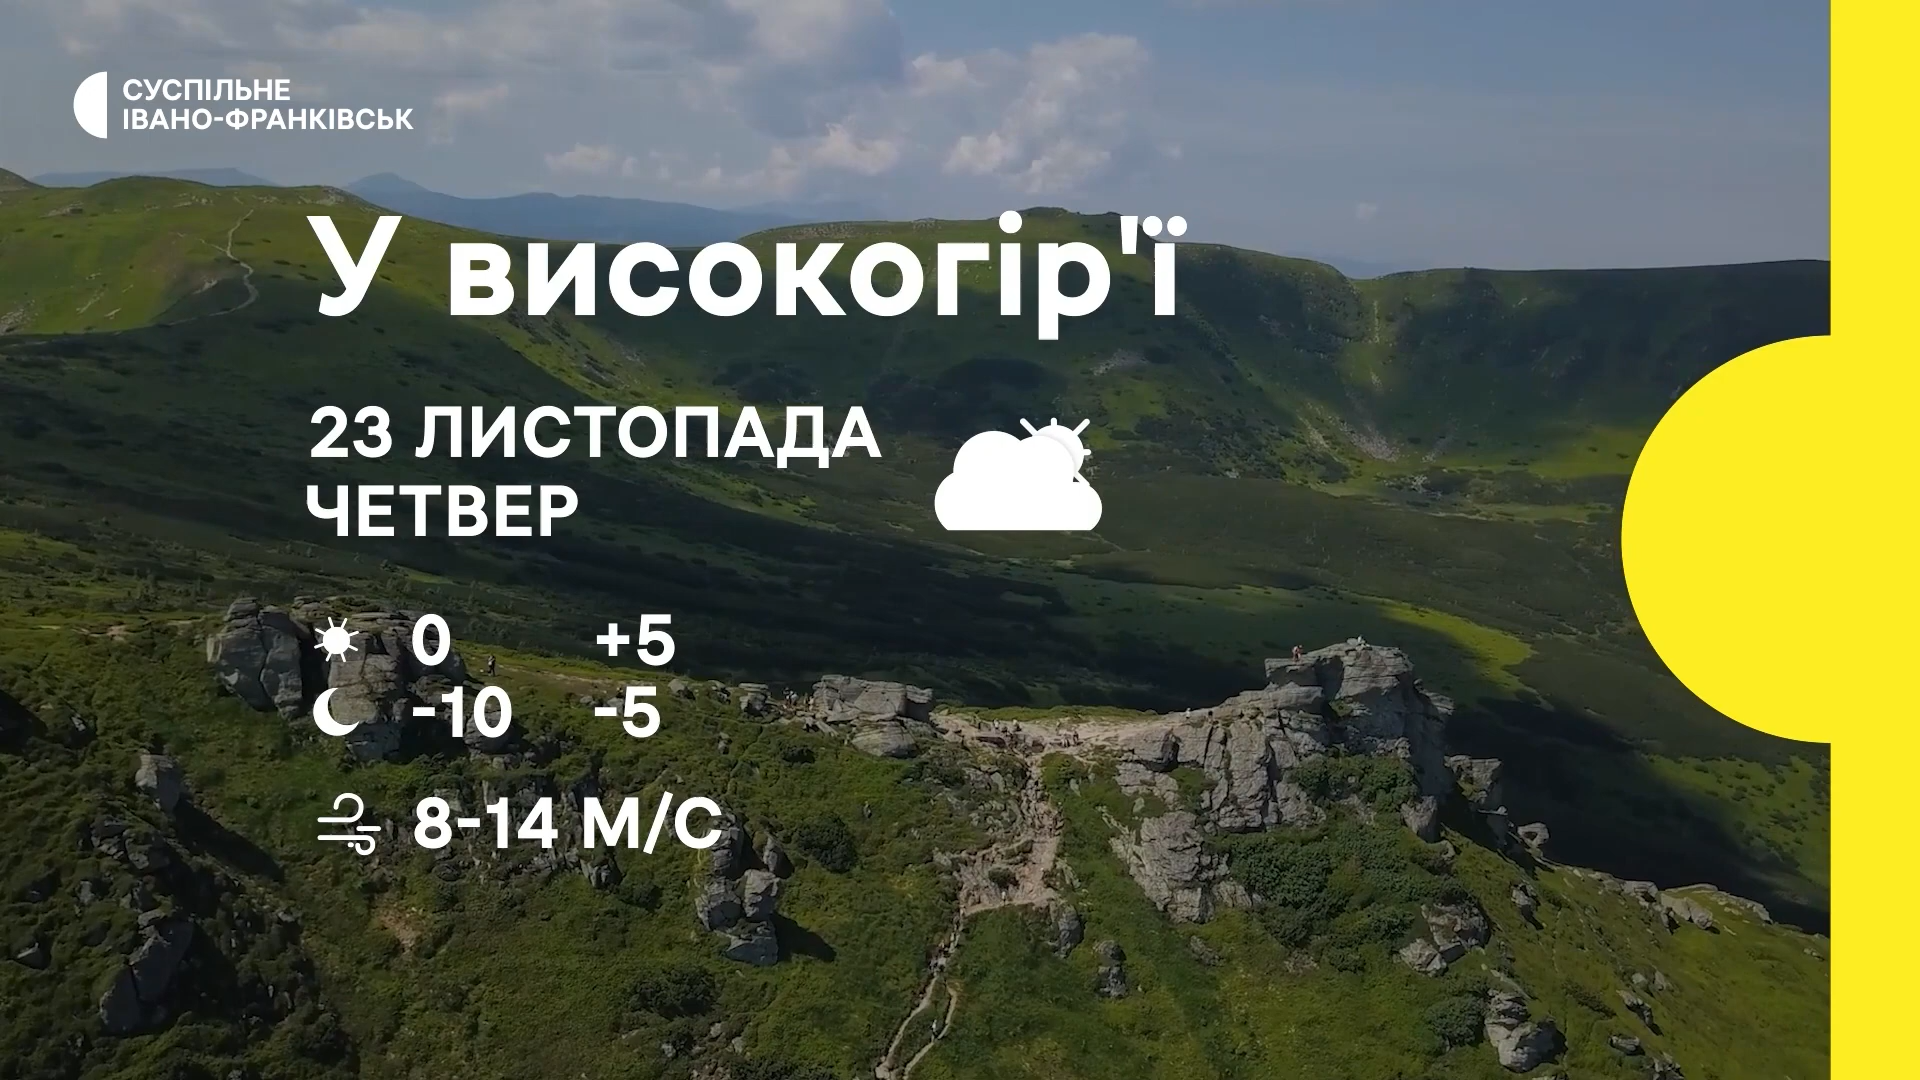 СУСПІЛЬНЕ
ІВАНО-ФРАНКІВСЬК
У високогір'ї
23 ЛИСТОПАДА
ЧЕТВЕР
0 +5
-10 -5
8-14 М/С